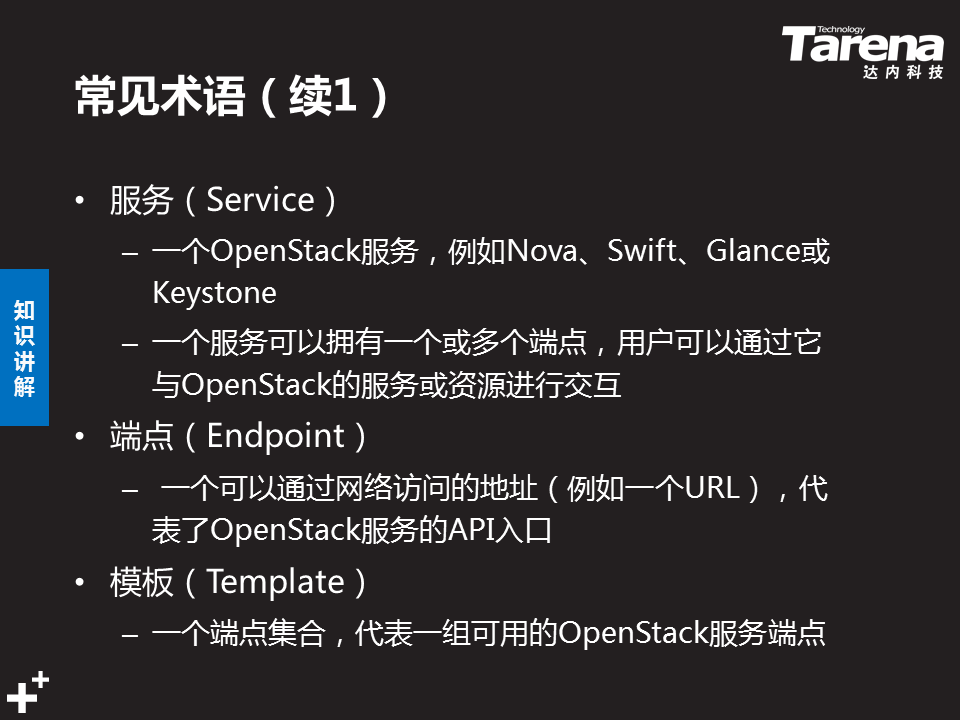 Technology
Tarena
达内科技
常见术语（续1）
• 服务（Service）
– 一个OpenStack服务，例如Nova、Swift、Glance或
Keystone
– 一个服务可以拥有一个或多个端点，用户可以通过它
与OpenStack的服务或资源进行交互
知识讲解
• 端点（Endpoint）
– 一个可以通过网络访问的地址（例如一个URL），代
表了OpenStack服务的API入口
• 模板（Template）
– 一个端点集合，代表一组可用的OpenStack服务端点